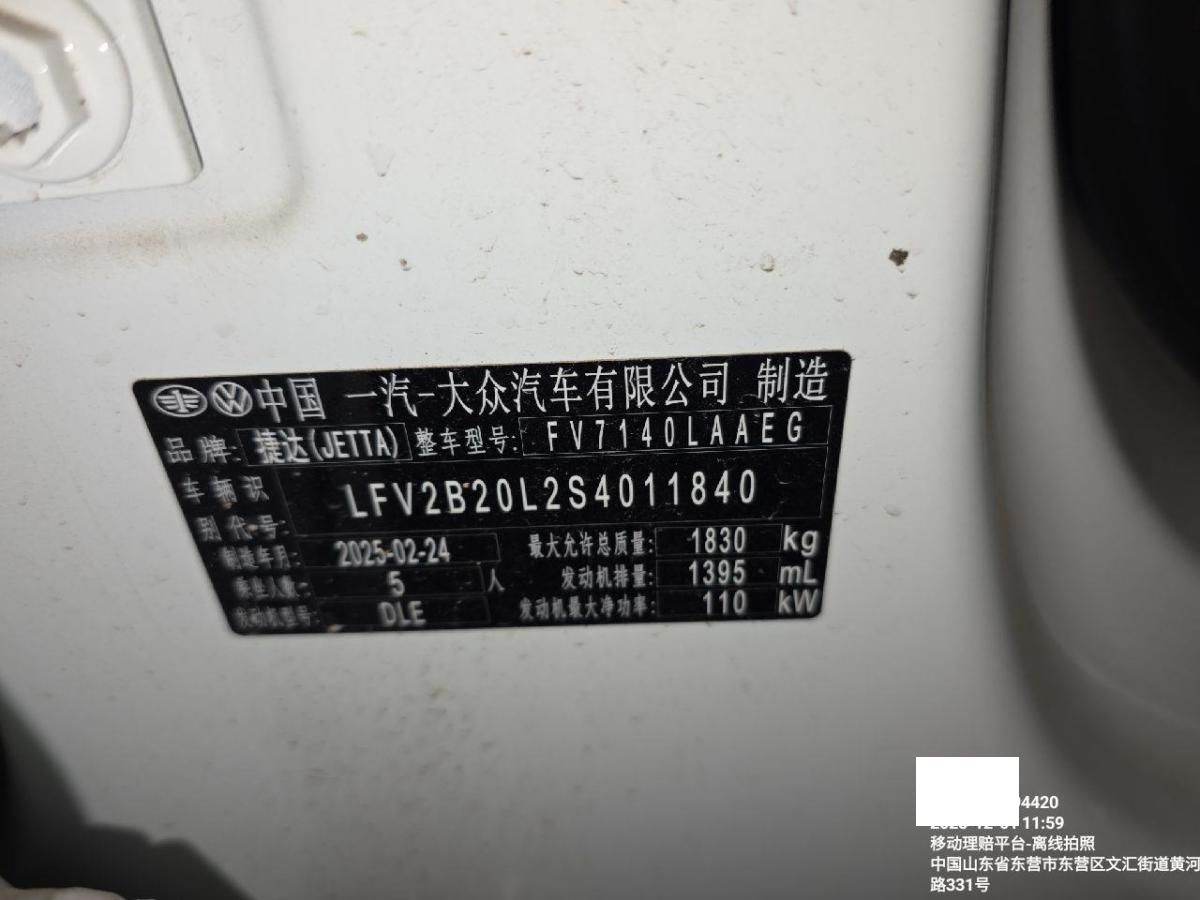 中国 一汽-大众汽车有限公司 制造
品牌: 捷达(JETTA) 整车型号: FV7140LAAEG
车辆识别代号: LFV2B20L2S4011840
制造年月: 2025-02-24 最大允许总质量: 1830 kg
乘坐人数: 5 人 发动机排量: 1395 mL
发动机型号: DLE 发动机最大净功率: 110 kW
94420
11:59
移动理赔平台-离线拍照
中国山东省东营市东营区文汇街道黄河
路331号